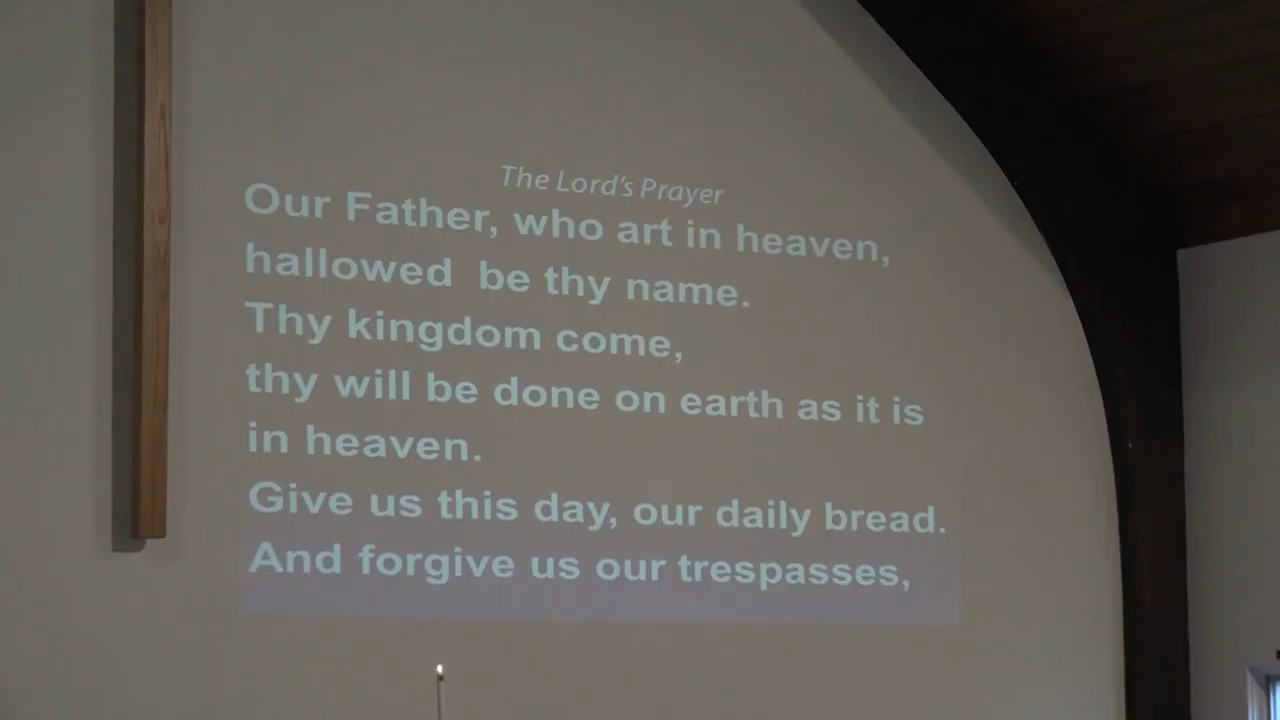 The Lord's Prayer
Our Father, who art in heaven,
hallowed be thy name.
Thy kingdom come,
thy will be done on earth as it is
in heaven.
Give us this day, our daily bread.
And forgive us our trespasses,